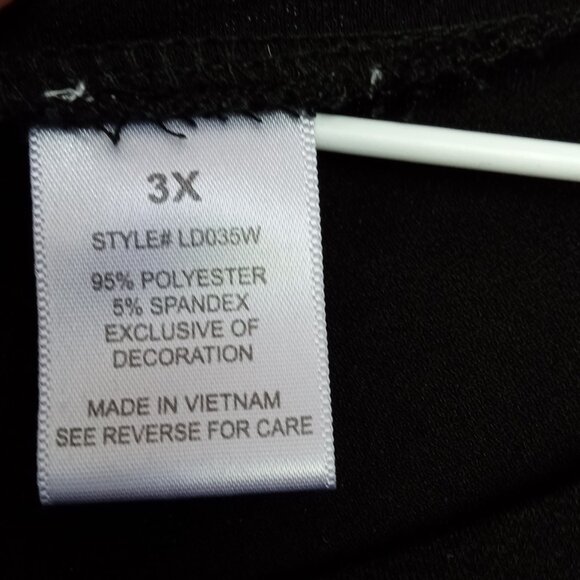 3X
STYLE# LD035W
95% POLYESTER
5% SPANDEX
EXCLUSIVE OF
DECORATION
MADE IN VIETNAM
SEE REVERSE FOR CARE